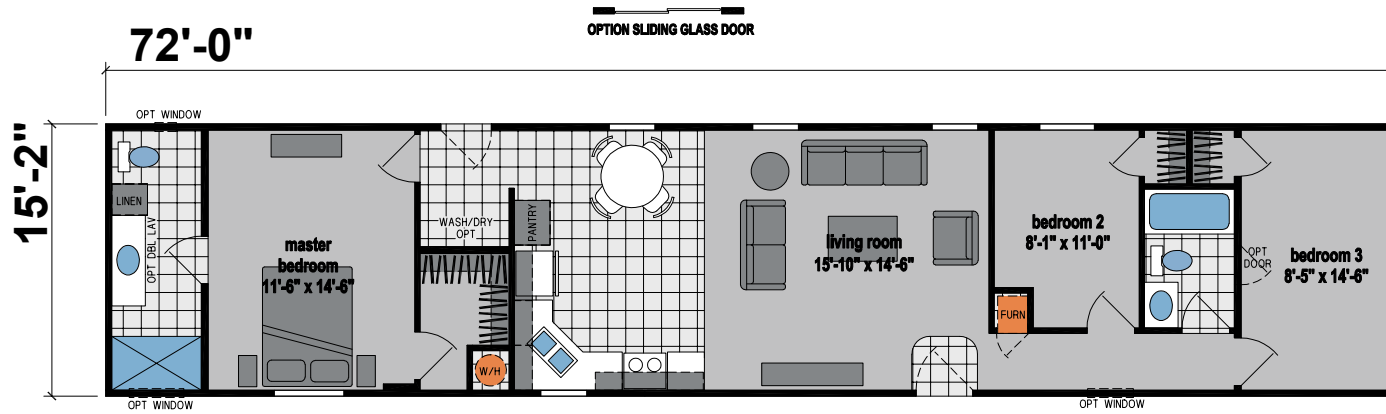 OPTION SLIDING GLASS DOOR
72'-0"
15'-2"
OPT WINDOW
LINEN
OPT DBL LAV
master
bedroom
11'-6" x 14'-6"
WASH/DRY
OPT
PANTRY
W/H
living room
15'-10" x 14'-6"
bedroom 2
8'-1" x 11'-0"
FURN
OPT
DOOR
bedroom 3
8'-5" x 14'-6"
OPT WINDOW
OPT WINDOW